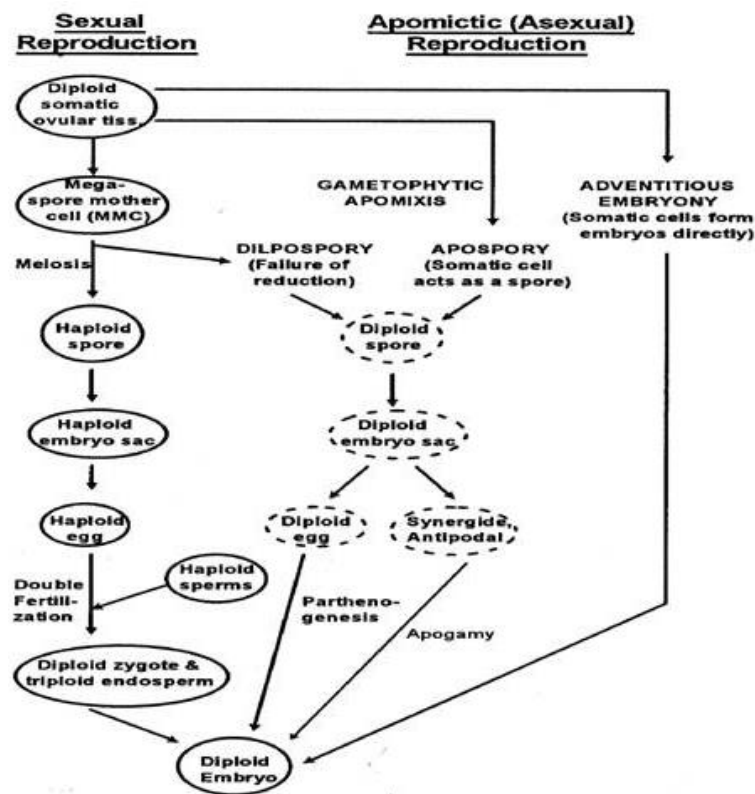 Sexual
Reproduction
Apomictic (Asexual)
Reproduction
Diploid
somatic
ovular tiss.
Mega-
spore mother
cell (MMC)
GAMETOPHYTIC
APOMIXIS
ADVENTITIOUS
EMBRYONY
(Somatic cells form
embryos directly)
Meiosis
DILPOSPORY
(Failure of
reduction)
APOSPORY
(Somatic cell
acts as a spore)
Haploid
spore
Diploid
spore
Haploid
embryo sac
Diploid
embryo sac
Haploid
egg
Diploid
egg
Synergide,
Antipodal
Haploid
sperms
Double
Fertili-
zation
Partheno-
genesis
Apogamy
Diploid zygote &
triploid endosperm
Diploid
Embryo